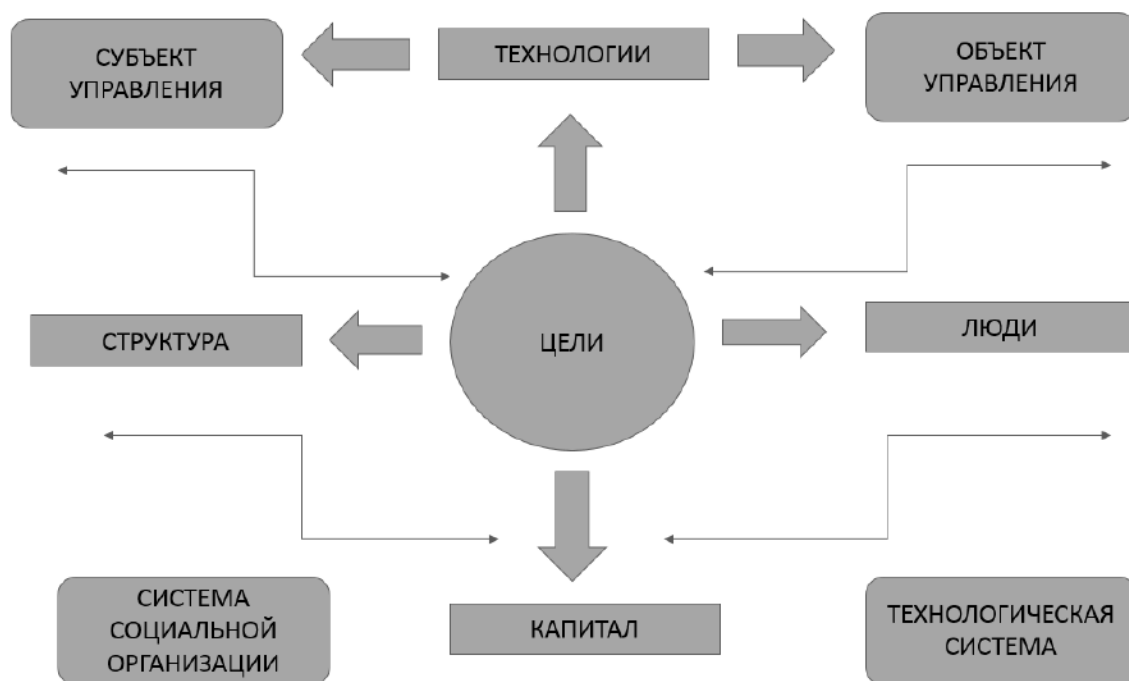 СУБЪЕКТ
УПРАВЛЕНИЯ
ТЕХНОЛОГИИ
ОБЪЕКТ
УПРАВЛЕНИЯ
СТРУКТУРА
ЦЕЛИ
ЛЮДИ
СИСТЕМА
СОЦИАЛЬНОЙ
ОРГАНИЗАЦИИ
КАПИТАЛ
ТЕХНОЛОГИЧЕСКАЯ
СИСТЕМА